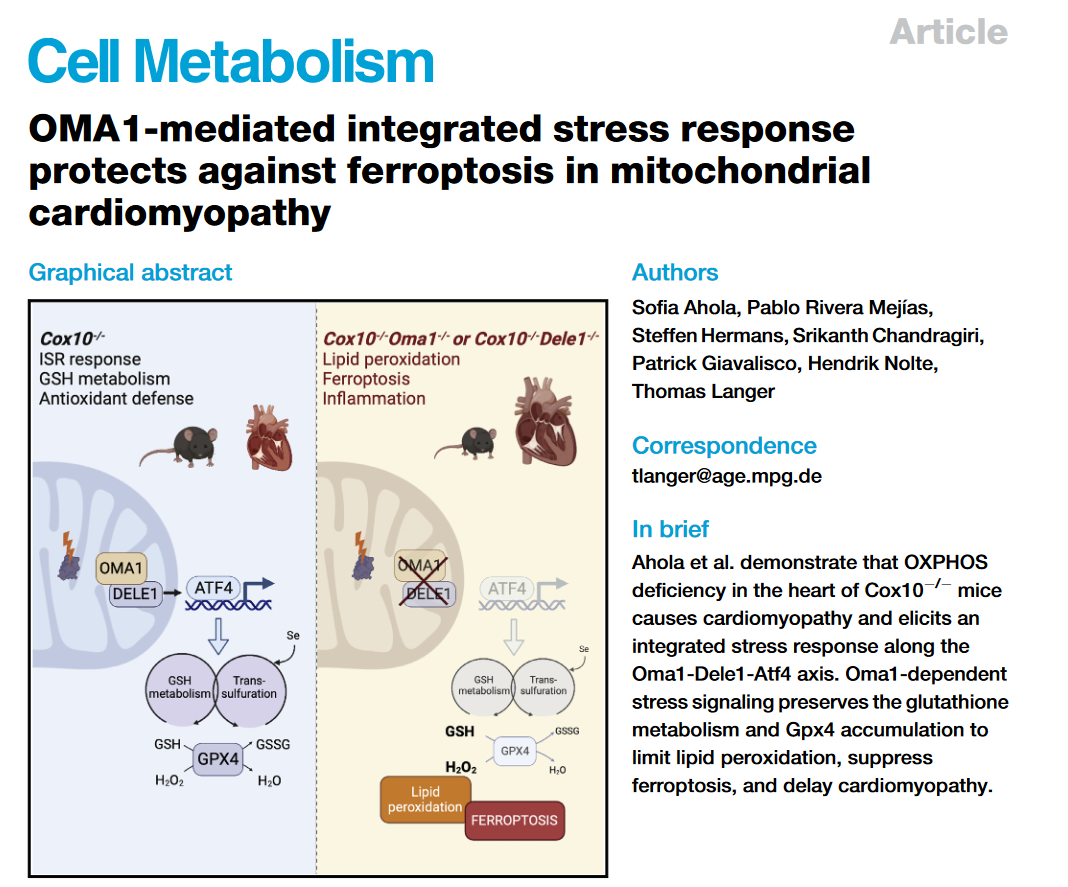 Article
Cell Metabolism
OMA1-mediated integrated stress response
protects against ferroptosis in mitochondrial
cardiomyopathy
Graphical abstract
Cox10-/-
ISR response
GSH metabolism
Antioxidant defense
OMA1
DELE1
ATF4
Se
GSH
metabolism
Trans-
sulfuration
GSH
GSSG
GPX4
H₂O₂
H₂O
Cox10-/-Oma1-/- or Cox10-/-Dele1-/-
Lipid peroxidation
Ferroptosis
Inflammation
OMA1
DELE1
ATF4
Se
GSH
metabolism
Trans-
sulfuration
GSH
GSSG
GPX4
H₂O₂
H₂O
Lipid
peroxidation
FERROPTOSIS
Authors
Sofia Ahola, Pablo Rivera Mejías,
Steffen Hermans, Srikanth Chandragiri,
Patrick Giavalisco, Hendrik Nolte,
Thomas Langer
Correspondence
tlanger@age.mpg.de
In brief
Ahola et al. demonstrate that OXPHOS
deficiency in the heart of Cox10−/− mice
causes cardiomyopathy and elicits an
integrated stress response along the
Oma1-Dele1-Atf4 axis. Oma1-dependent
stress signaling preserves the glutathione
metabolism and Gpx4 accumulation to
limit lipid peroxidation, suppress
ferroptosis, and delay cardiomyopathy.